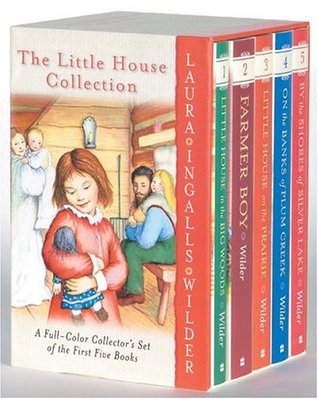 The Little House
Collection
A Full-Color Collector's Set
of the First Five Books
LAURA INGALLS WILDER
1 LITTLE HOUSE in the BIG WOODS Wilder
2 FARMER BOY Wilder
3 LITTLE HOUSE on the PRAIRIE Wilder
4 ON the BANKS of PLUM CREEK Wilder
5 BY the SHORES of SILVER LAKE Wilder